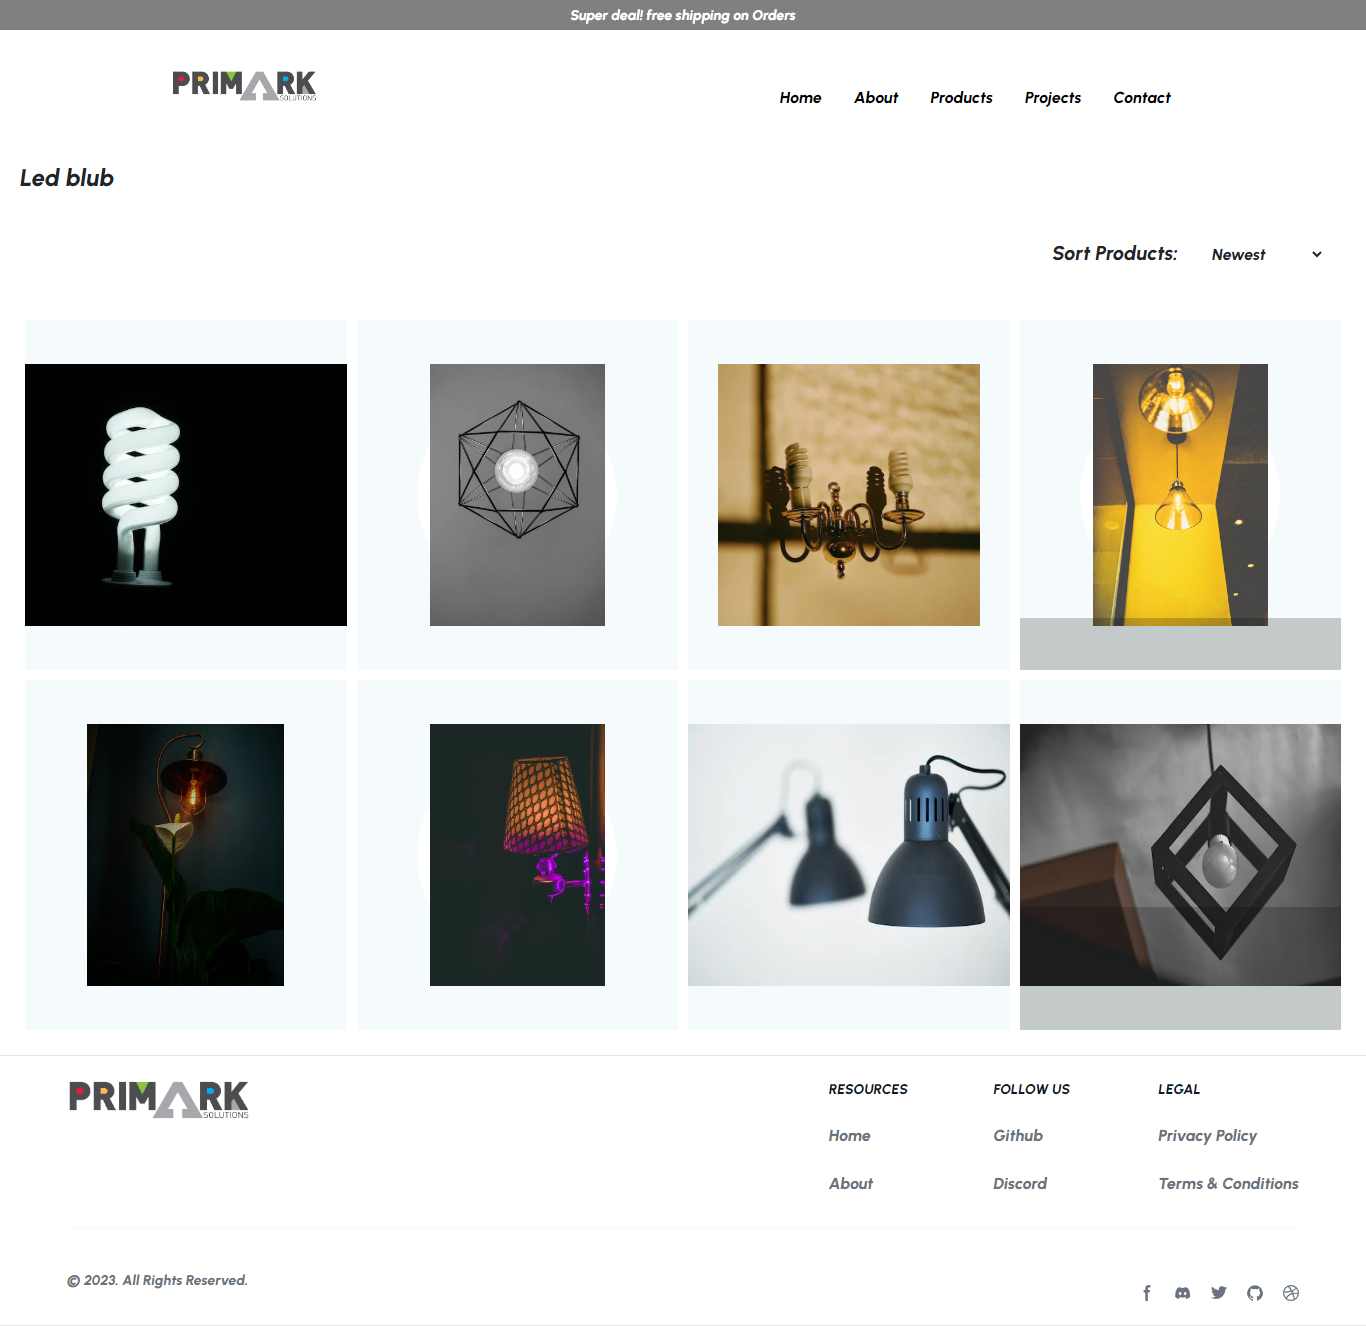 Super deal! free shipping on Orders
PRIMARK
SOLUTIONS
Home About Products Projects Contact
Led blub
Sort Products: Newest
PRIMARK
SOLUTIONS
RESOURCES FOLLOW US LEGAL
Home Github Privacy Policy
About Discord Terms & Conditions
© 2023. All Rights Reserved.